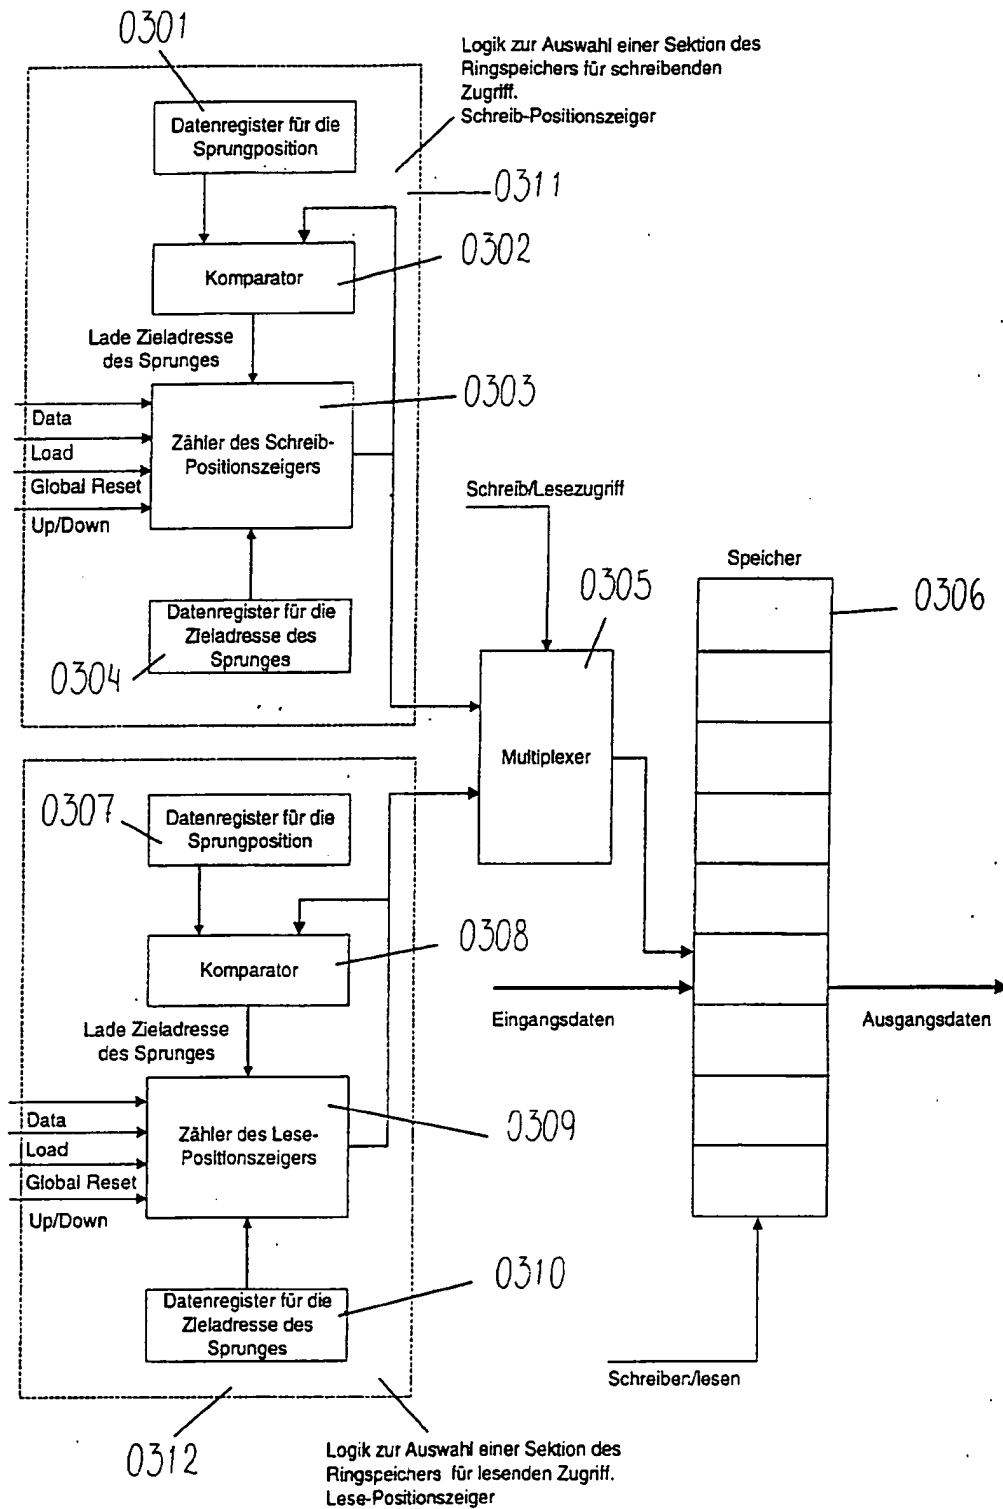 0301
Logik zur Auswahl einer Sektion des
Ringspeichers für schreibenden
Zugriff.
Schreib-Positionszeiger
Datenregister für die
Sprungposition
0311
0302
Komparator
Lade Zieladresse
des Sprunges
0303
Data
Load
Global Reset
Up/Down
Zähler des Schreib-
Positionszeigers
Schreib/Lesezugriff
Speicher
0305
0306
Datenregister für die
Zieladresse des
Sprunges
0304
Multiplexer
0307
Datenregister für die
Sprungposition
0308
Komparator
Eingangsdaten
Ausgangsdaten
Lade Zieladresse
des Sprunges
0309
Data
Load
Global Reset
Up/Down
Zähler des Lese-
Positionszeigers
0310
Datenregister für die
Zieladresse des
Sprunges
Schreiben/lesen
0312
Logik zur Auswahl einer Sektion des
Ringspeichers für lesenden Zugriff.
Lese-Positionszeiger